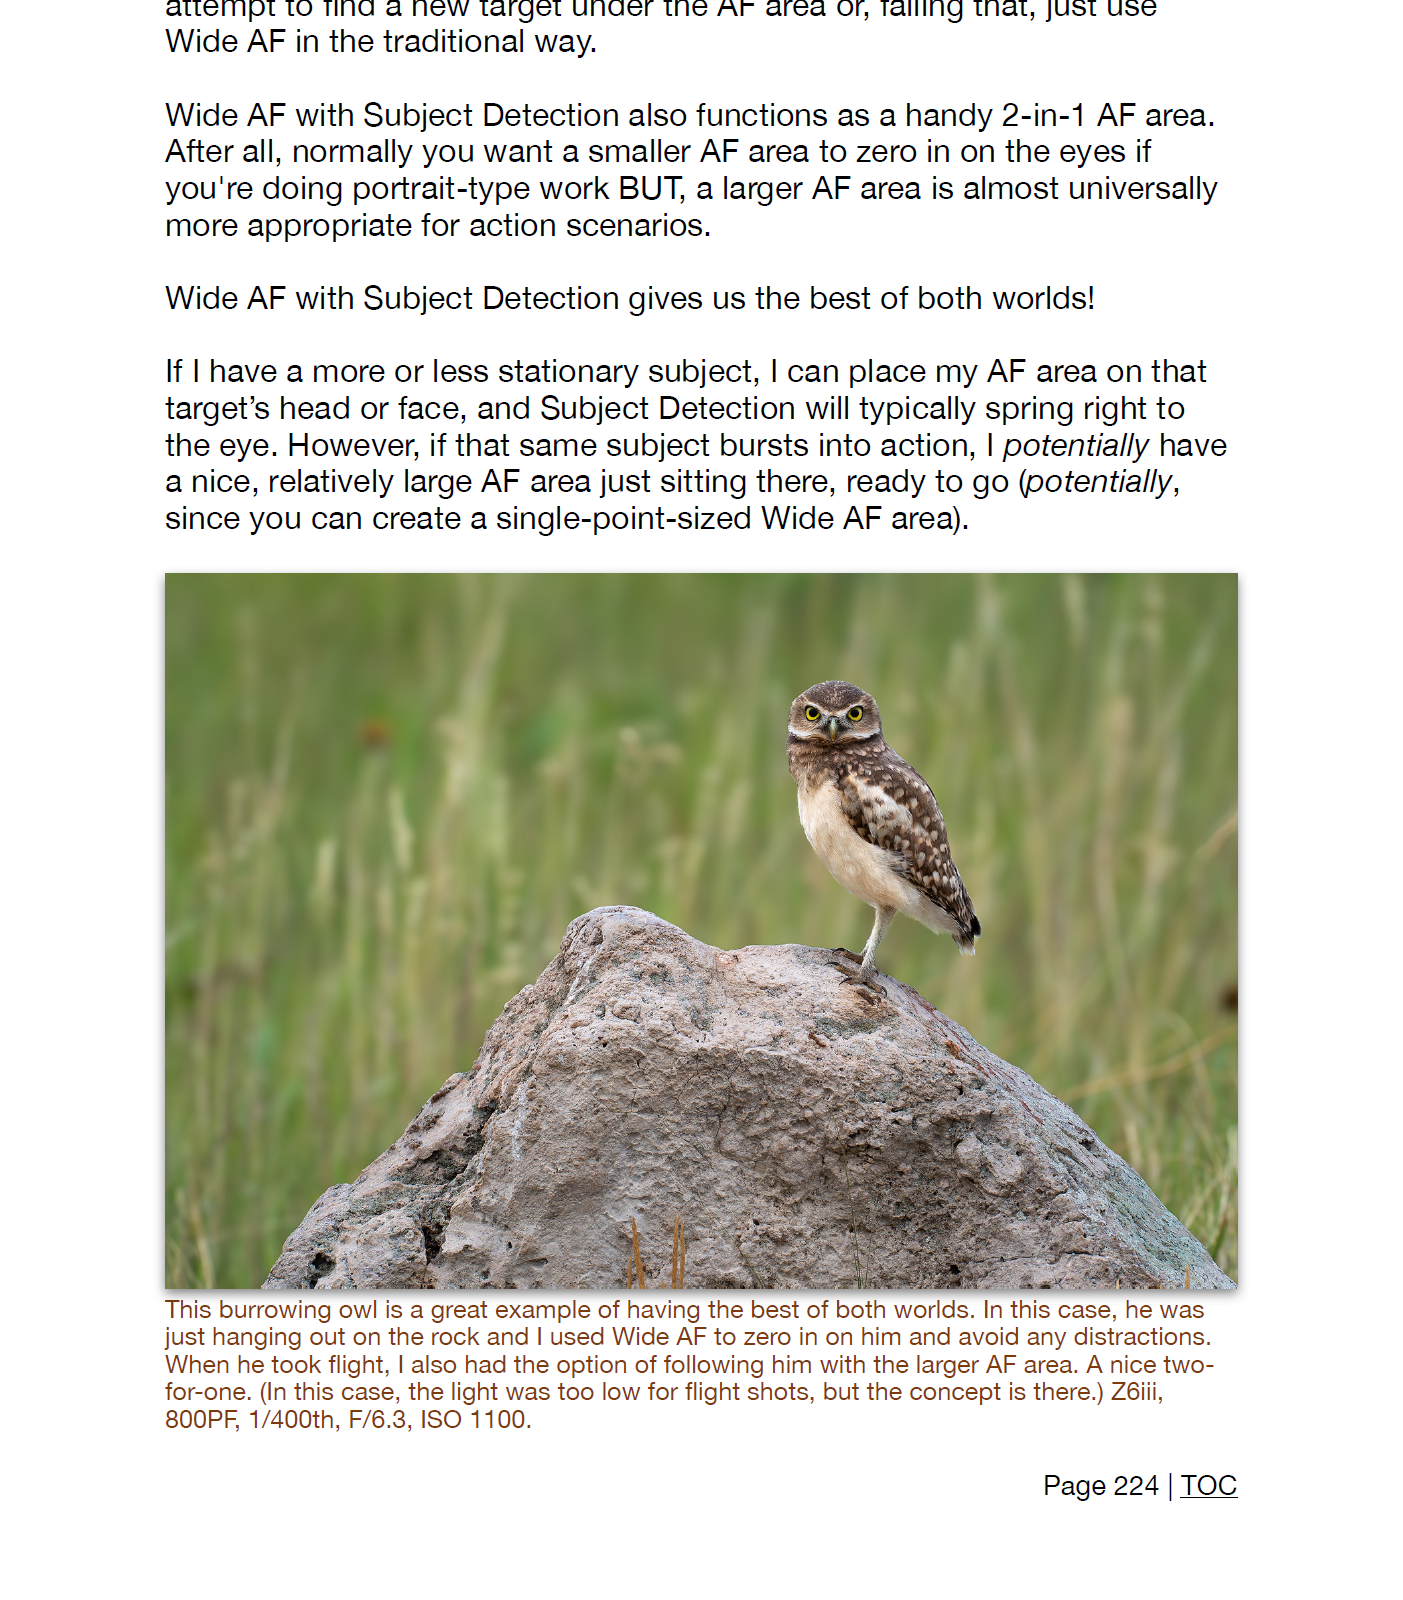 attempt to find a new target under the AF area or, failing that, just use
Wide AF in the traditional way.
Wide AF with Subject Detection also functions as a handy 2-in-1 AF area.
After all, normally you want a smaller AF area to zero in on the eyes if
you're doing portrait-type work BUT, a larger AF area is almost universally
more appropriate for action scenarios.
Wide AF with Subject Detection gives us the best of both worlds!
If I have a more or less stationary subject, I can place my AF area on that
target’s head or face, and Subject Detection will typically spring right to
the eye. However, if that same subject bursts into action, I potentially have
a nice, relatively large AF area just sitting there, ready to go (potentially,
since you can create a single-point-sized Wide AF area).
This burrowing owl is a great example of having the best of both worlds. In this case, he was
just hanging out on the rock and I used Wide AF to zero in on him and avoid any distractions.
When he took flight, I also had the option of following him with the larger AF area. A nice two-
for-one. (In this case, the light was too low for flight shots, but the concept is there.) Z6iii,
800PF, 1/400th, F/6.3, ISO 1100.
Page 224 | TOC